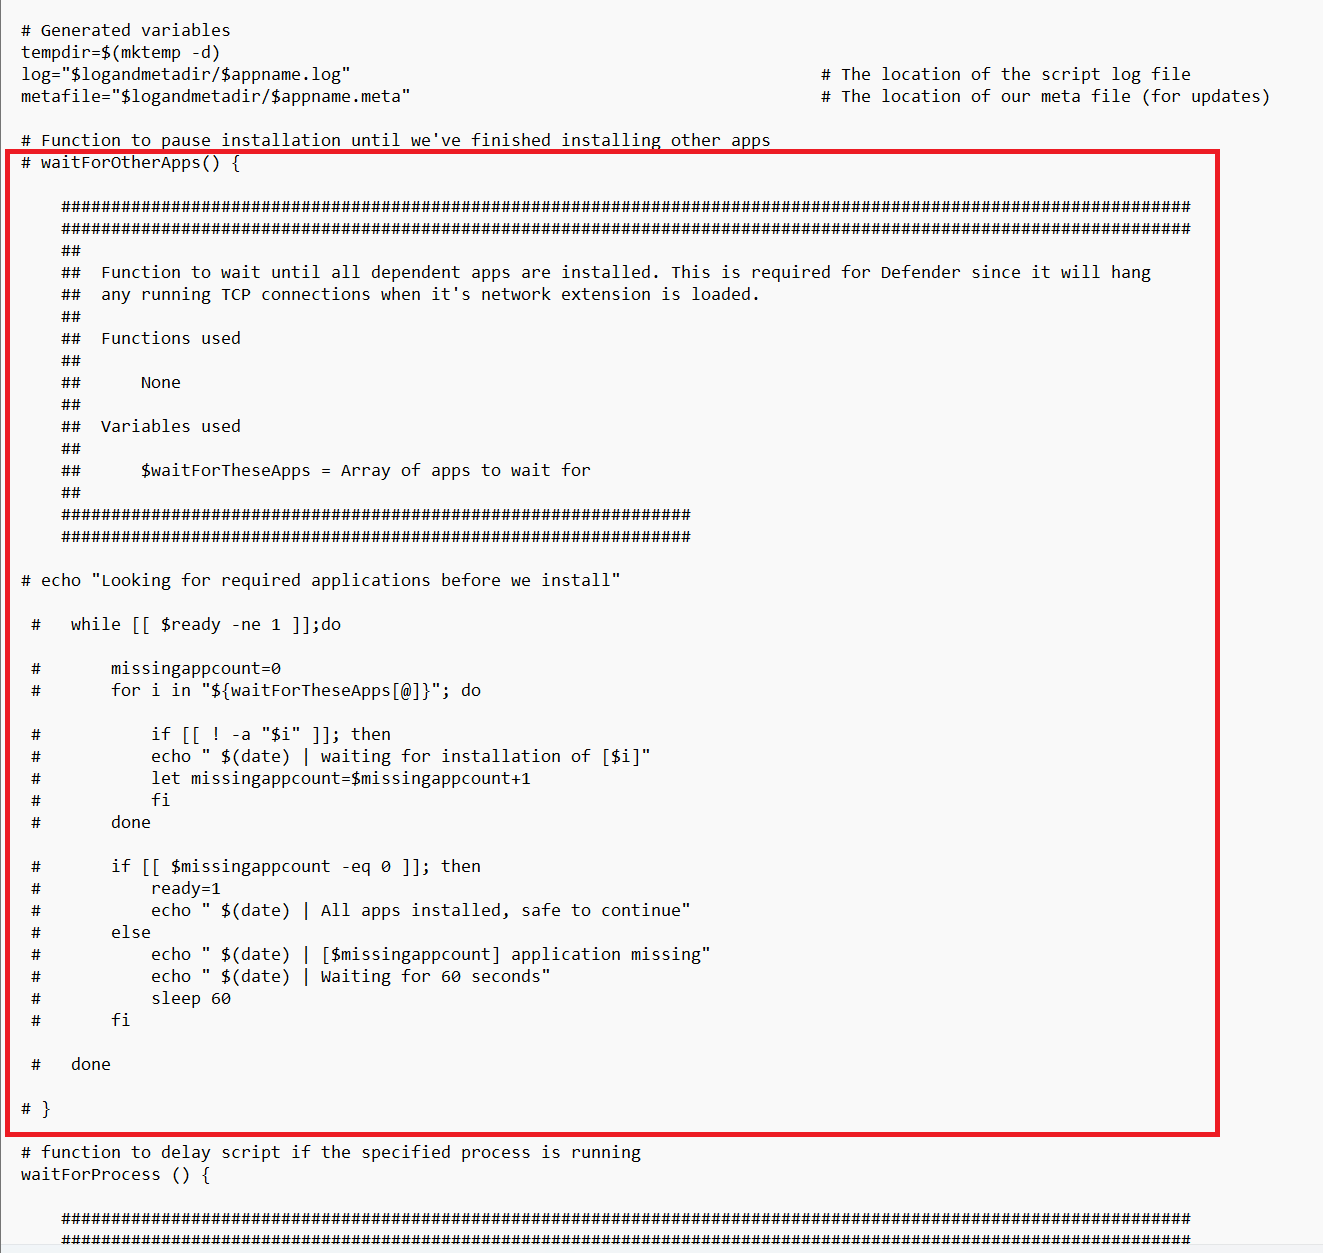 # Generated variables
tempdir=$(mktemp -d)
log="$logandmetadir/$appname.log" # The location of the script log file
metafile="$logandmetadir/$appname.meta" # The location of our meta file (for updates)
# Function to pause installation until we've finished installing other apps
# waitForOtherApps() {
#################################################################################################################
#################################################################################################################
##
## Function to wait until all dependent apps are installed. This is required for Defender since it will hang
## any running TCP connections when it's network extension is loaded.
##
## Functions used
##
## None
##
## Variables used
##
## $waitForTheseApps = Array of apps to wait for
##
###############################################################
###############################################################
# echo "Looking for required applications before we install"
# while [[ $ready -ne 1 ]];do
# missingappcount=0
# for i in "${waitForTheseApps[@]}"; do
# if [[ ! -a "$i" ]]; then
# echo " $(date) | waiting for installation of [$i]"
# let missingappcount=$missingappcount+1
# fi
# done
# if [[ $missingappcount -eq 0 ]]; then
# ready=1
# echo " $(date) | All apps installed, safe to continue"
# else
# echo " $(date) | [$missingappcount] application missing"
# echo " $(date) | Waiting for 60 seconds"
# sleep 60
# fi
# done
# }
# function to delay script if the specified process is running
waitForProcess () {
#################################################################################################################
#################################################################################################################